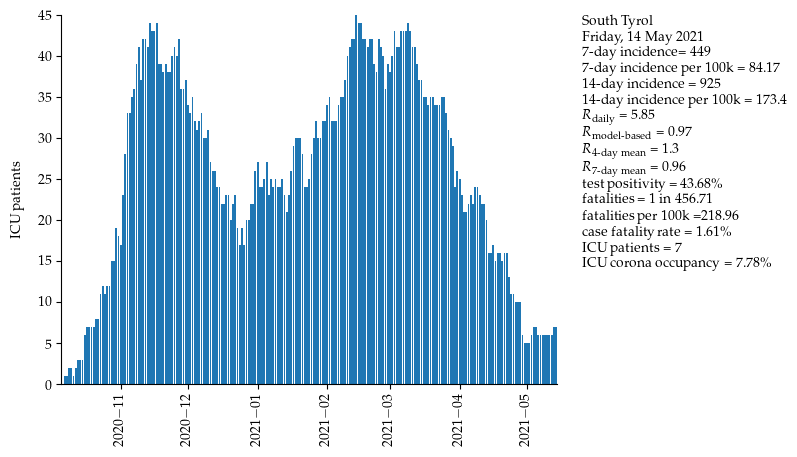 45
40
35
30
25
20
15
10
5
0
ICU patients
2020−11
2020−12
2021−01
2021−02
2021−03
2021−04
2021−05
South Tyrol
Friday, 14 May 2021
7-day incidence= 449
7-day incidence per 100k = 84.17
14-day incidence = 925
14-day incidence per 100k = 173.4
Rdaily = 5.85
Rmodel-based = 0.97
R4-day mean = 1.3
R7-day mean = 0.96
test positivity = 43.68%
fatalities = 1 in 456.71
fatalities per 100k =218.96
case fatality rate = 1.61%
ICU patients = 7
ICU corona occupancy = 7.78%